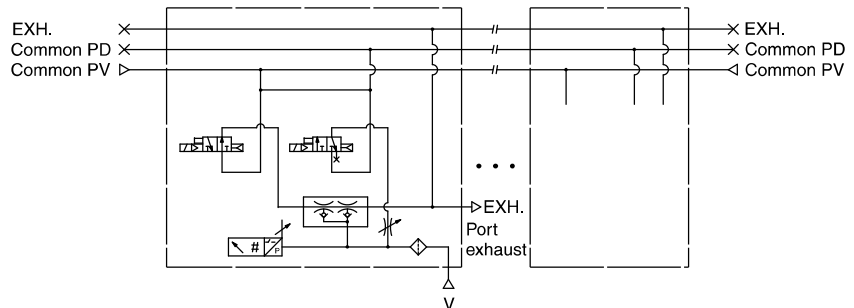 EXH.
Common PD
Common PV
EXH.
Common PD
Common PV
EXH.
Port
exhaust
#
P
V